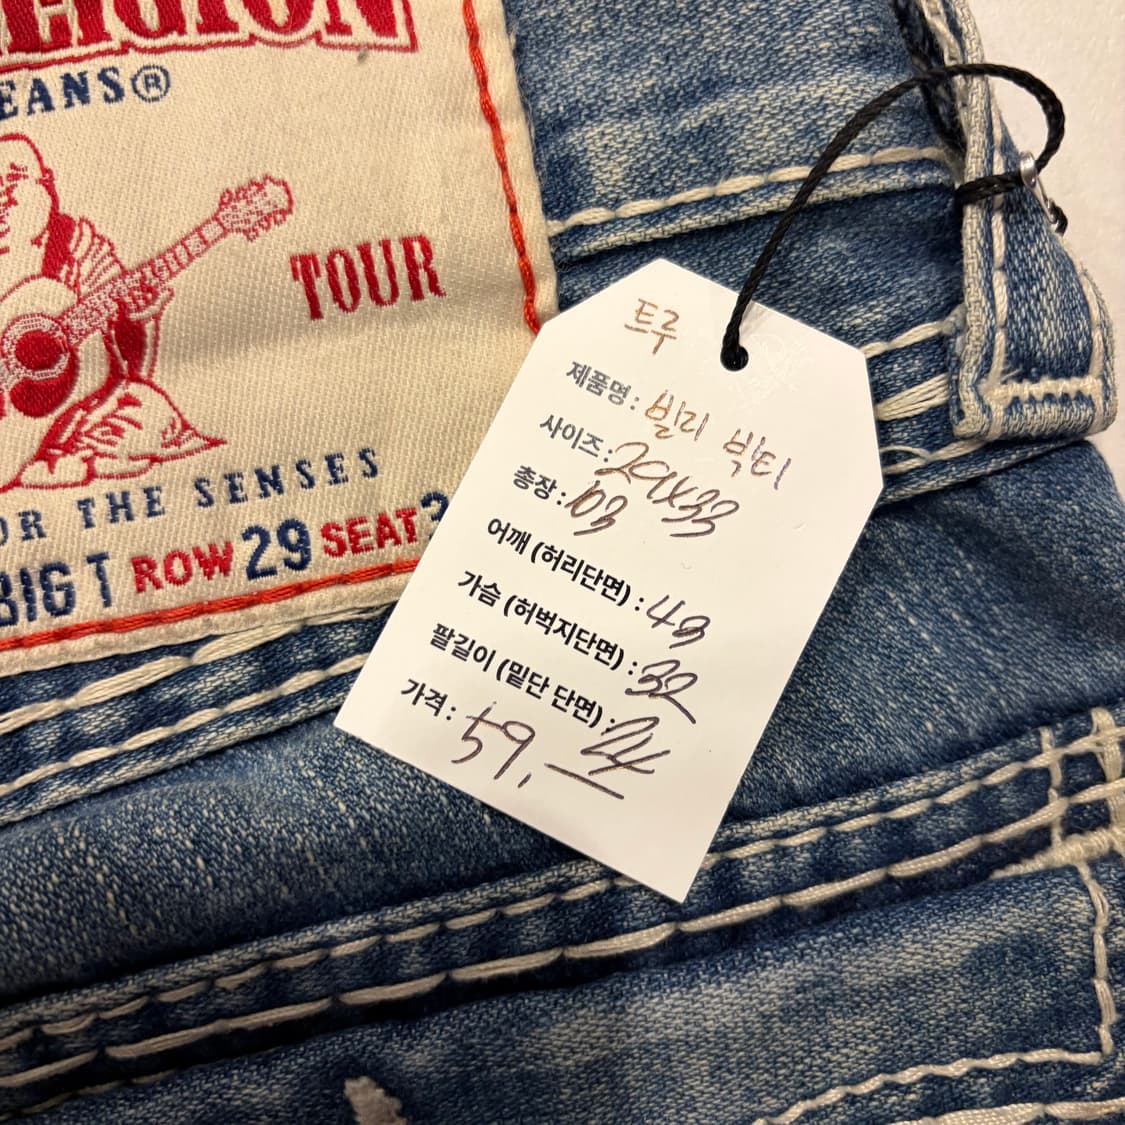 EANS®
TOUR
OR THE SENSES
BIG T ROW 29 SEAT 3
트루
제품명: 빌리 빅티
사이즈: 29X33
총장: 103
어깨 (허리단면): 43
가슴 (허벅지단면): 32
팔길이 (밑단 단면): 24
가격: 59,—